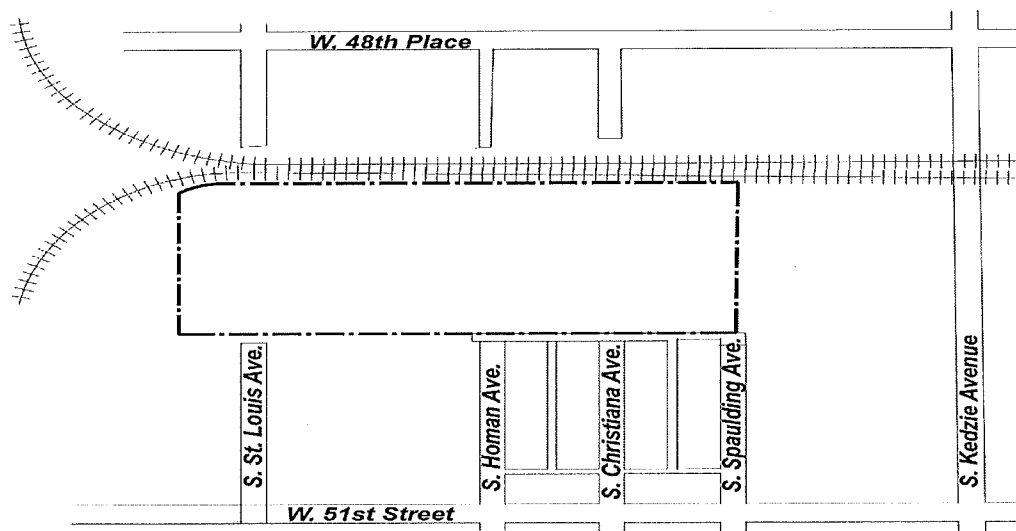 W. 48th Place
S. St. Louis Ave.
S. Homan Ave.
S. Christiana Ave.
S. Spaulding Ave.
S. Kedzie Avenue
W. 51st Street